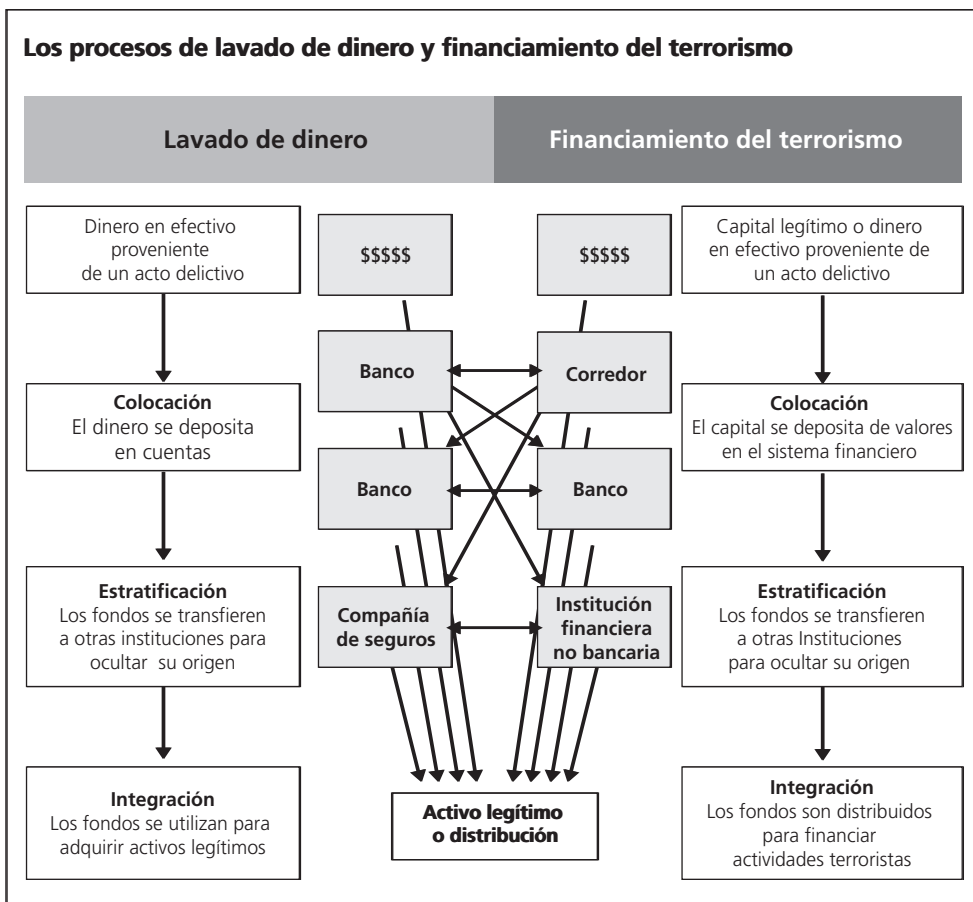 Los procesos de lavado de dinero y financiamiento del terrorismo
Lavado de dinero
Financiamiento del terrorismo
Dinero en efectivo
proveniente
de un acto delictivo
$$$$$
$$$$$
Capital legítimo o dinero
en efectivo proveniente de
un acto delictivo
Banco
Corredor
Colocación
El dinero se deposita
en cuentas
Colocación
El capital se deposita de valores
en el sistema financiero
Banco
Banco
Estratificación
Los fondos se transfieren
a otras instituciones para
ocultar su origen
Compañía
de seguros
Institución
financiera
no bancaria
Estratificación
Los fondos se transfieren
a otras Instituciones
para ocultar su origen
Integración
Los fondos se utilizan para
adquirir activos legítimos
Activo legítimo
o distribución
Integración
Los fondos son distribuidos
para financiar
actividades terroristas